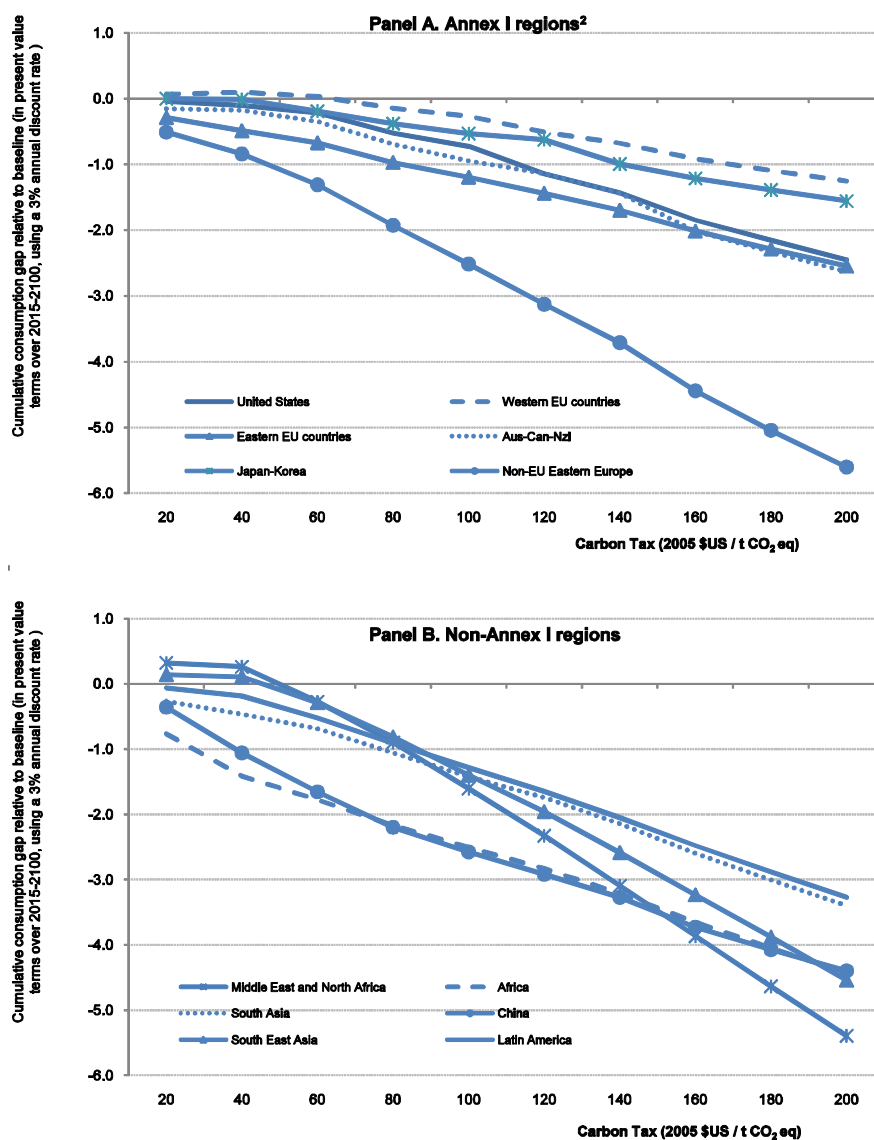 Panel A. Annex I regions²
Cumulative consumption gap relative to baseline (in present value
terms over 2015-2100, using a 3% annual discount rate )
1.0
0.0
-1.0
-2.0
-3.0
-4.0
-5.0
-6.0
United States
Western EU countries
Eastern EU countries
Aus-Can-Nzl
Japan-Korea
Non-EU Eastern Europe
20 40 60 80 100 120 140 160 180 200
Carbon Tax (2005 $US / t CO₂ eq)
Panel B. Non-Annex I regions
Cumulative consumption gap relative to baseline (in present value
terms over 2015-2100, using a 3% annual discount rate )
1.0
0.0
-1.0
-2.0
-3.0
-4.0
-5.0
-6.0
Middle East and North Africa
Africa
South Asia
China
South East Asia
Latin America
20 40 60 80 100 120 140 160 180 200
Carbon Tax (2005 $US / t CO₂ eq)